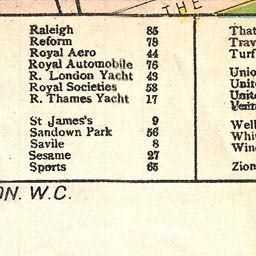 THE
Raleigh 85
Reform 78
Royal Aero 44
Royal Automobile 76
R. London Yacht 43
Royal Societies 58
R. Thames Yacht 17
St James's 9
Sandown Park 56
Savile 8
Sesame 27
Sports 65
That
Trav
Turf
Unio
Unite
Unite
Verni
Well
Whit
Wind
Zion
ON. W.C.